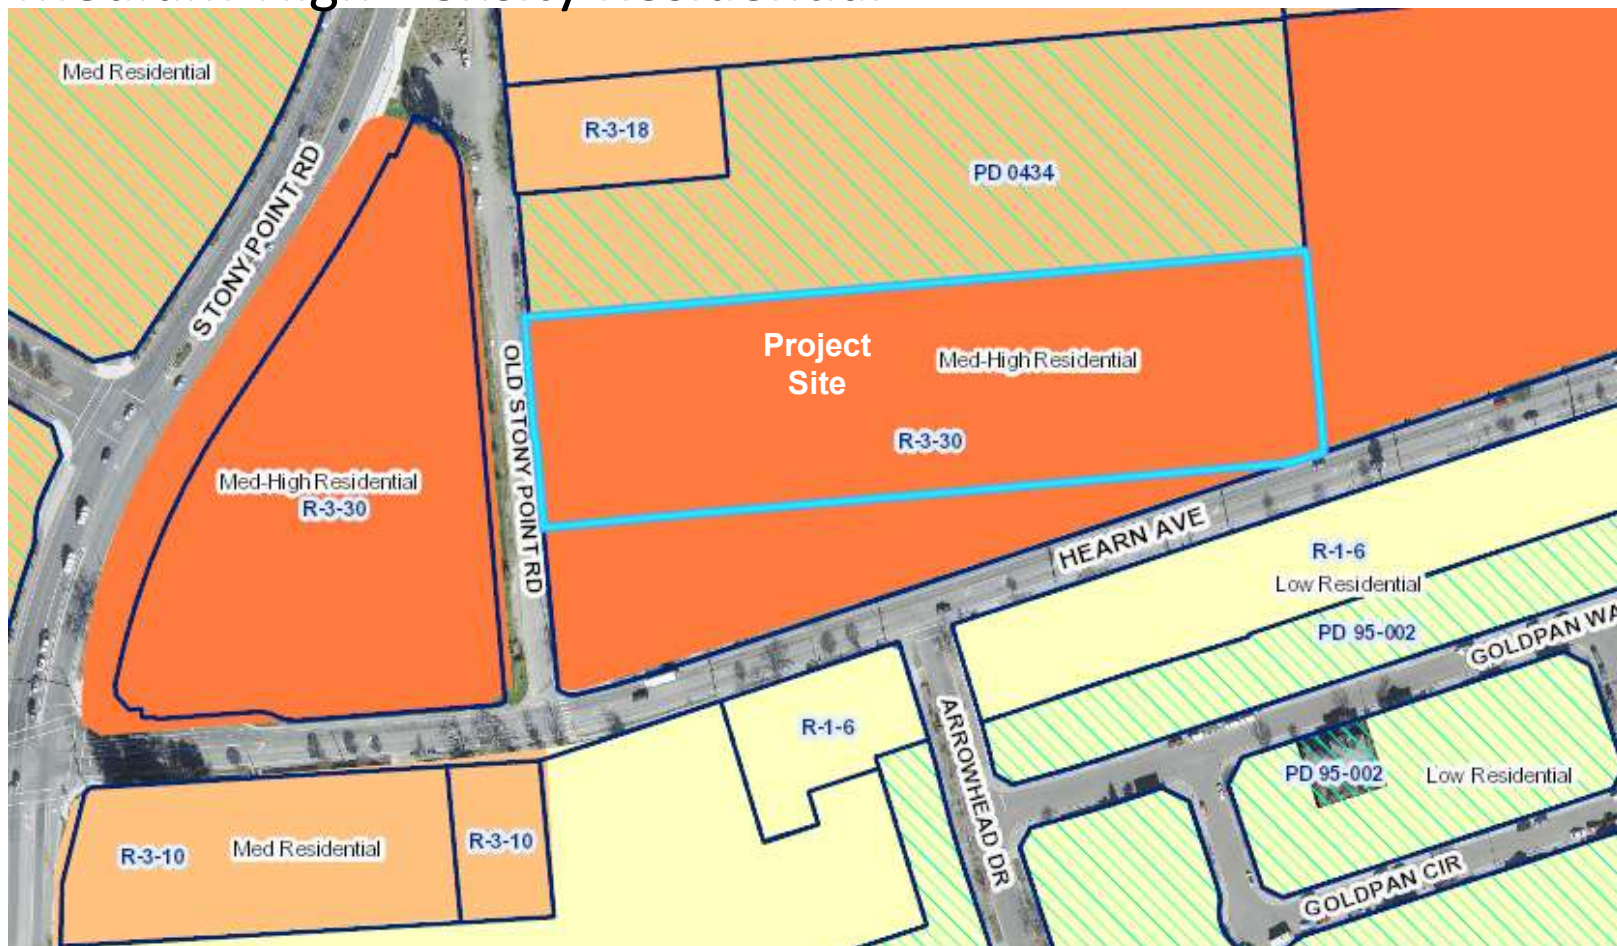 Med Residential
R-3-18
PD 0434
STONY POINT RD
Project
Site
Med-High Residential
OLD STONY POINT RD
R-3-30
Med-High Residential
R-3-30
HEARN AVE
R-1-6
Low Residential
PD 95-002
GOLDPAN WA
R-1-6
ARROWHEAD DR
PD 95-002
Low Residential
R-3-10
Med Residential
R-3-10
GOLDPAN CIR